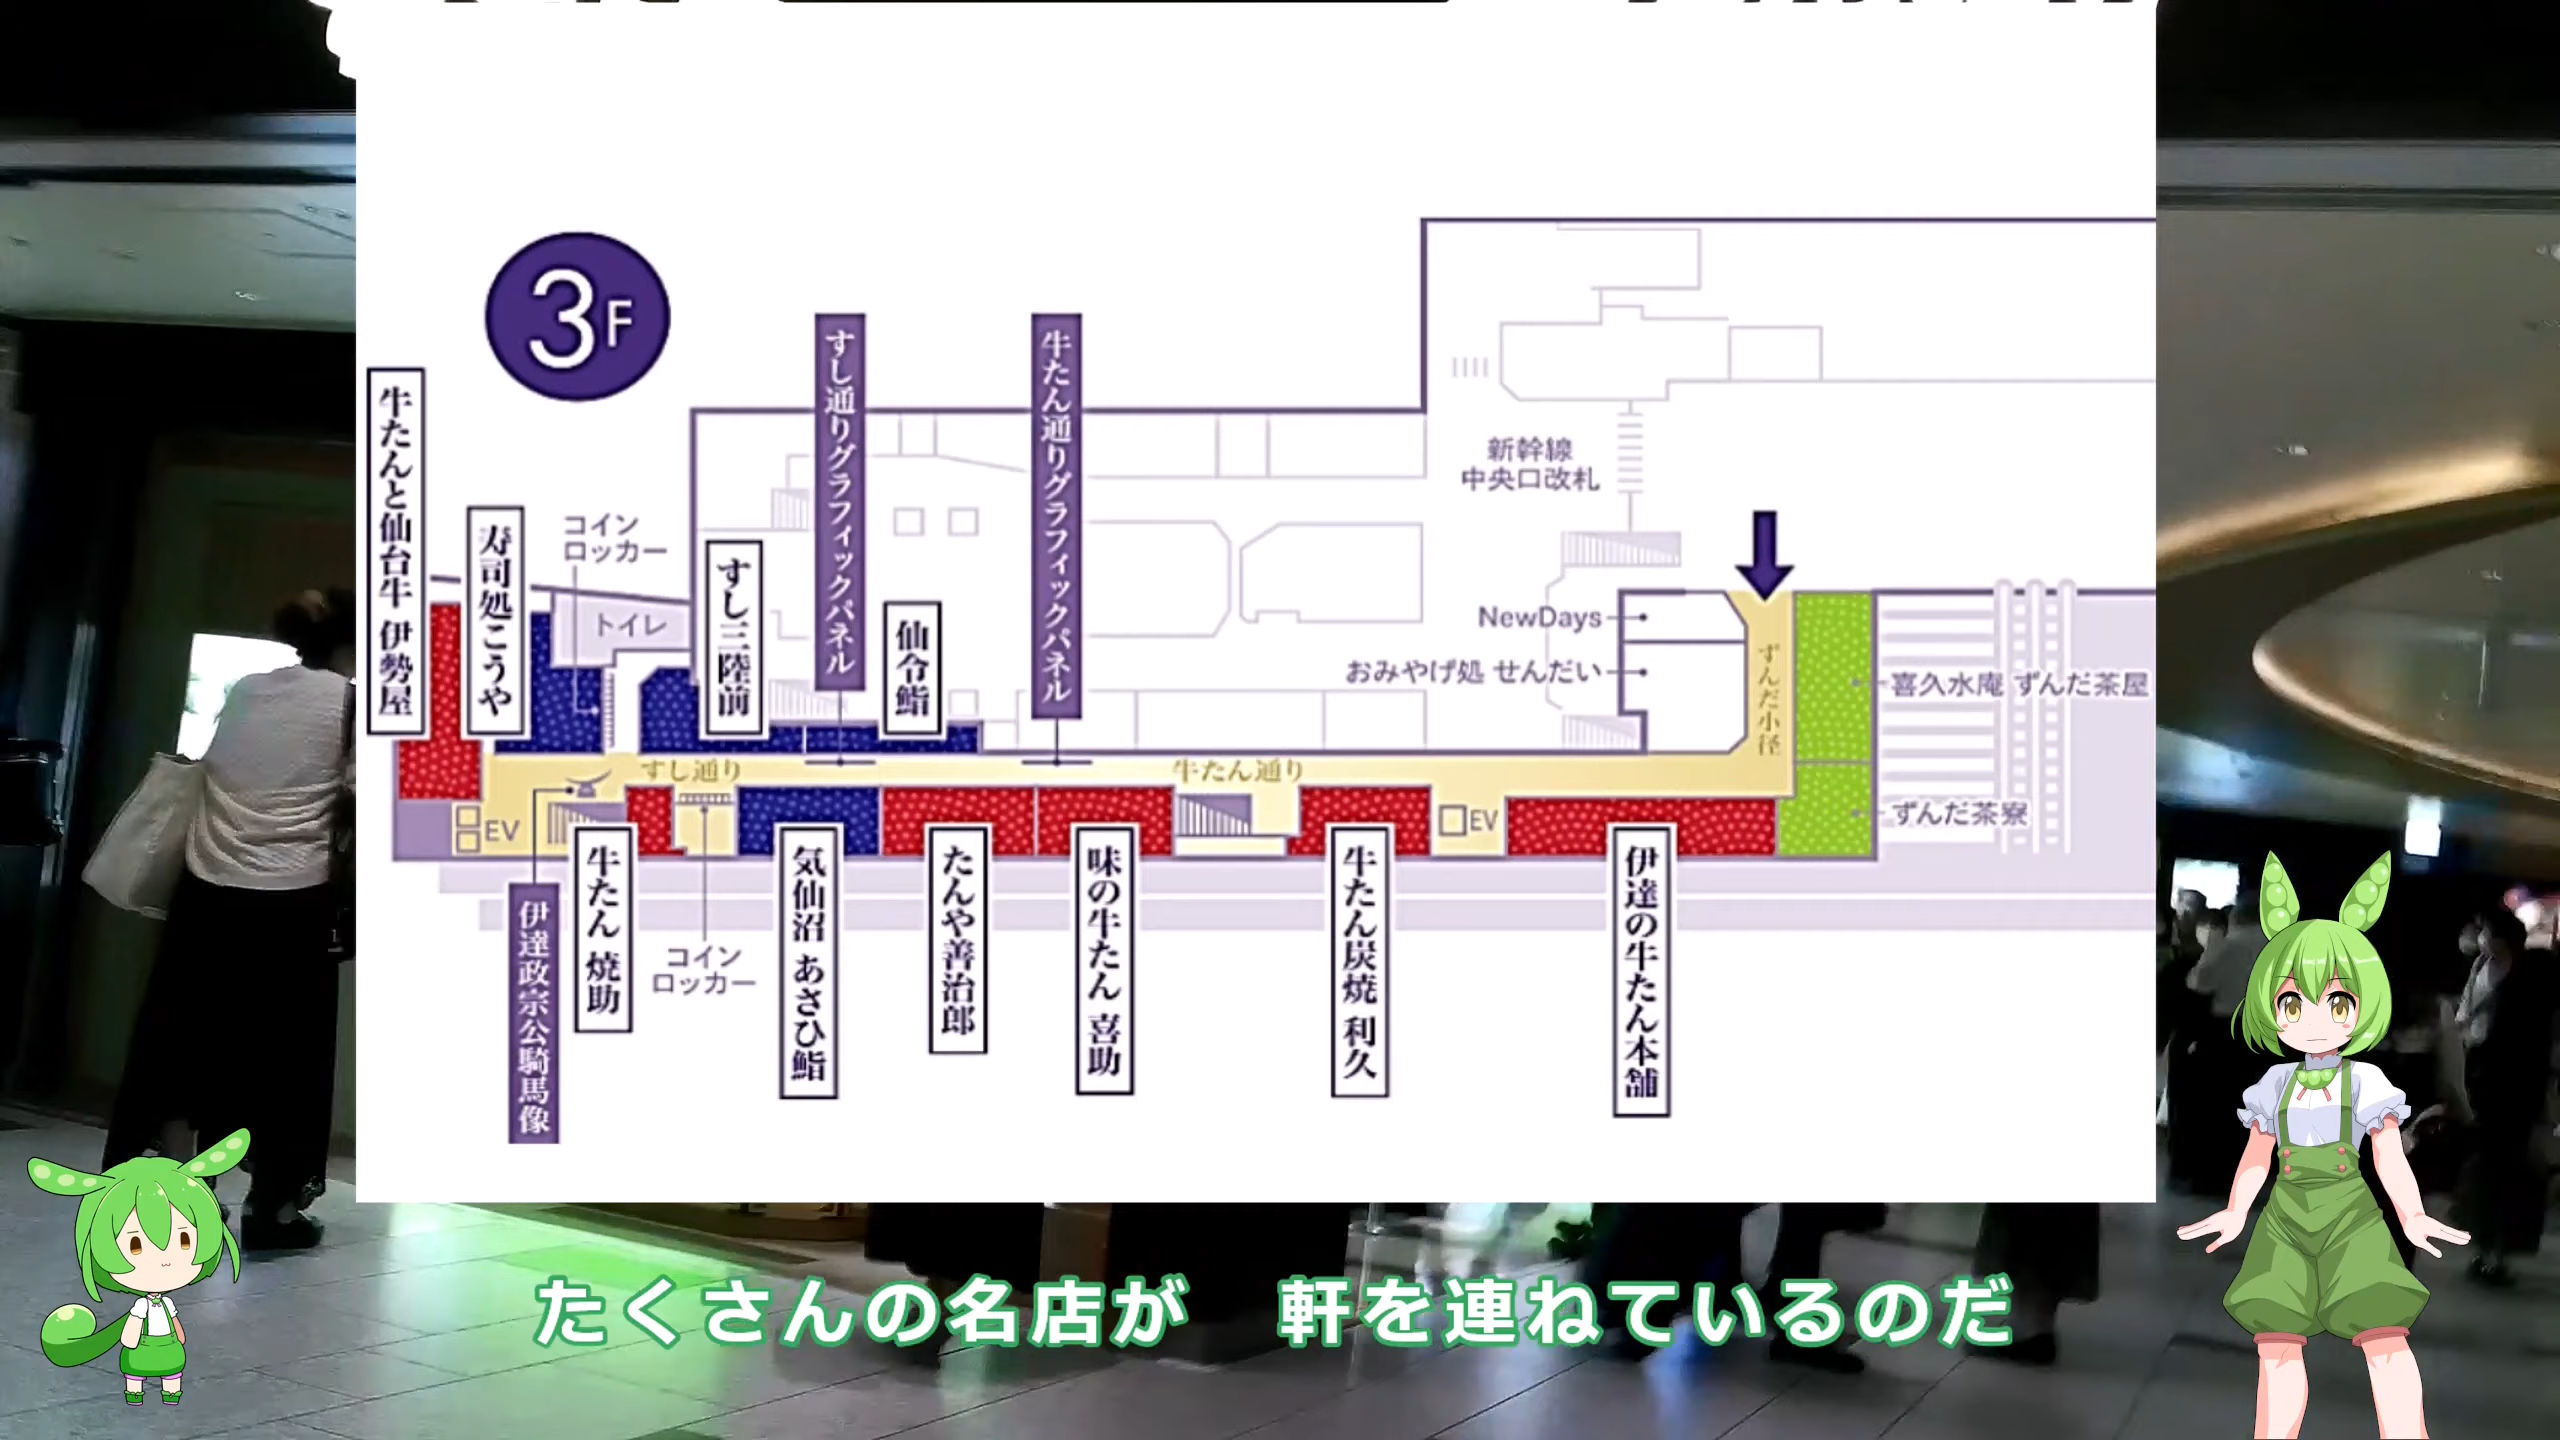 3F
すし通りグラフィックパネル
牛たん通りグラフィックパネル
牛たんと仙台牛 伊勢屋
寿司処こうや
コイン
ロッカー
トイレ
すし三陸前
仙令鮨
新幹線
中央口改札
NewDays
おみやげ処 せんだい
ずんだ小径
喜久水庵 ずんだ茶屋
ずんだ茶寮
すし通り
牛たん通り
EV
EV
伊達政宗公騎馬像
牛たん 焼助
コイン
ロッカー
気仙沼 あさひ鮨
たんや善治郎
味の牛たん 喜助
牛たん炭焼 利久
伊達の牛たん本舗
たくさんの名店が 軒を連ねているのだ